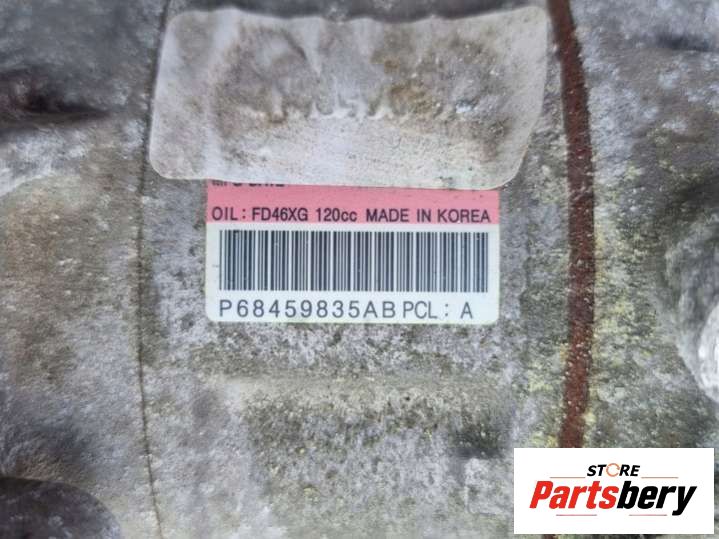 OIL: FD46XG 120cc MADE IN KOREA
P68459835AB PCL: A
STORE
Partsbery